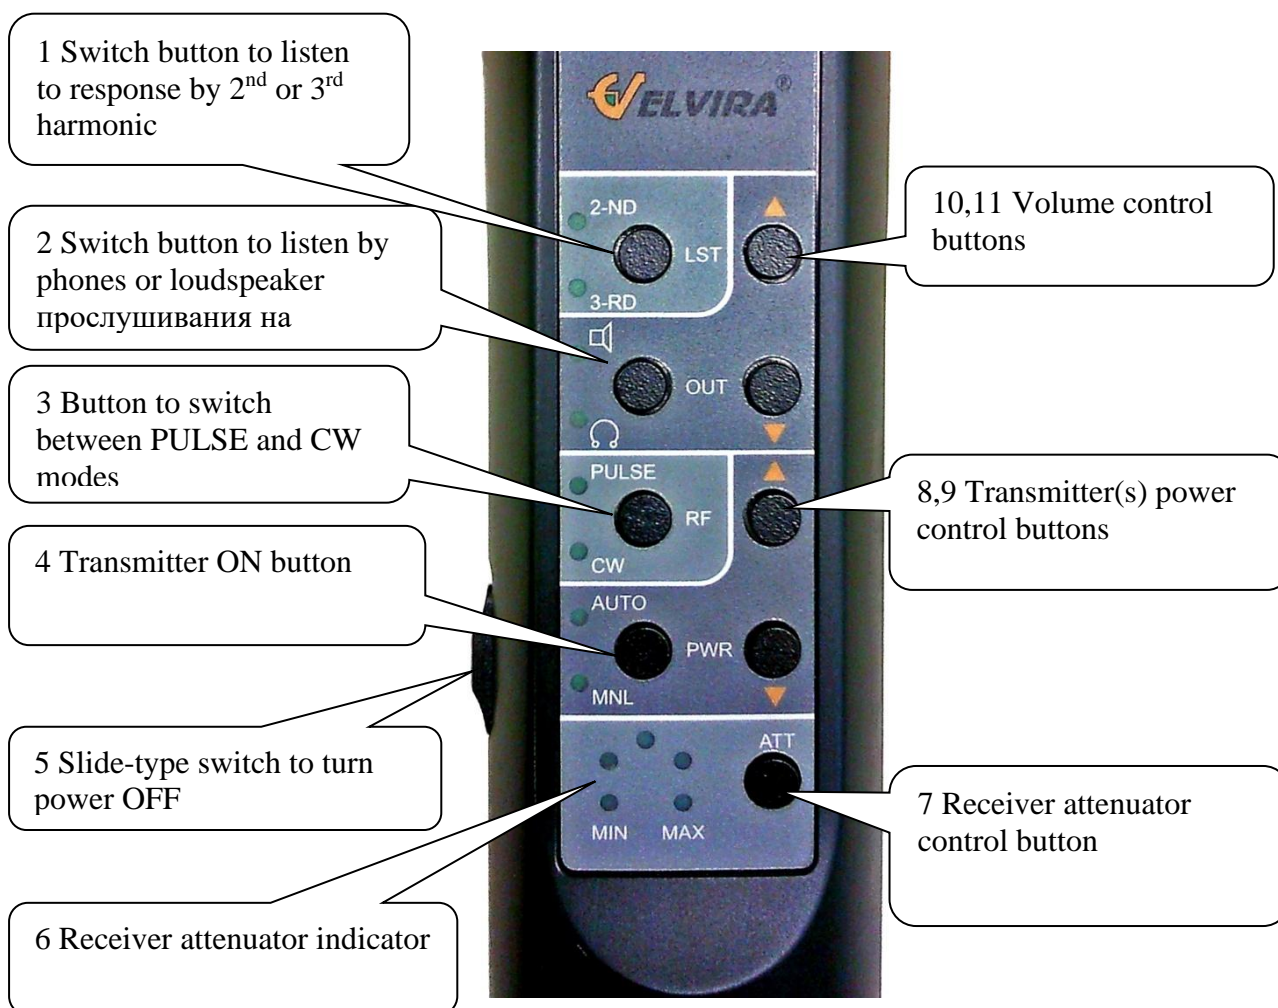 1 Switch button to listen
to response by 2nd or 3rd
harmonic
2 Switch button to listen by
phones or loudspeaker
прослушивания на
3 Button to switch
between PULSE and CW
modes
4 Transmitter ON button
5 Slide-type switch to turn
power OFF
6 Receiver attenuator indicator
ELVIRA®
2-ND
LST
3-RD
OUT
PULSE
RF
CW
AUTO
PWR
MNL
ATT
MIN MAX
10,11 Volume control
buttons
8,9 Transmitter(s) power
control buttons
7 Receiver attenuator
control button